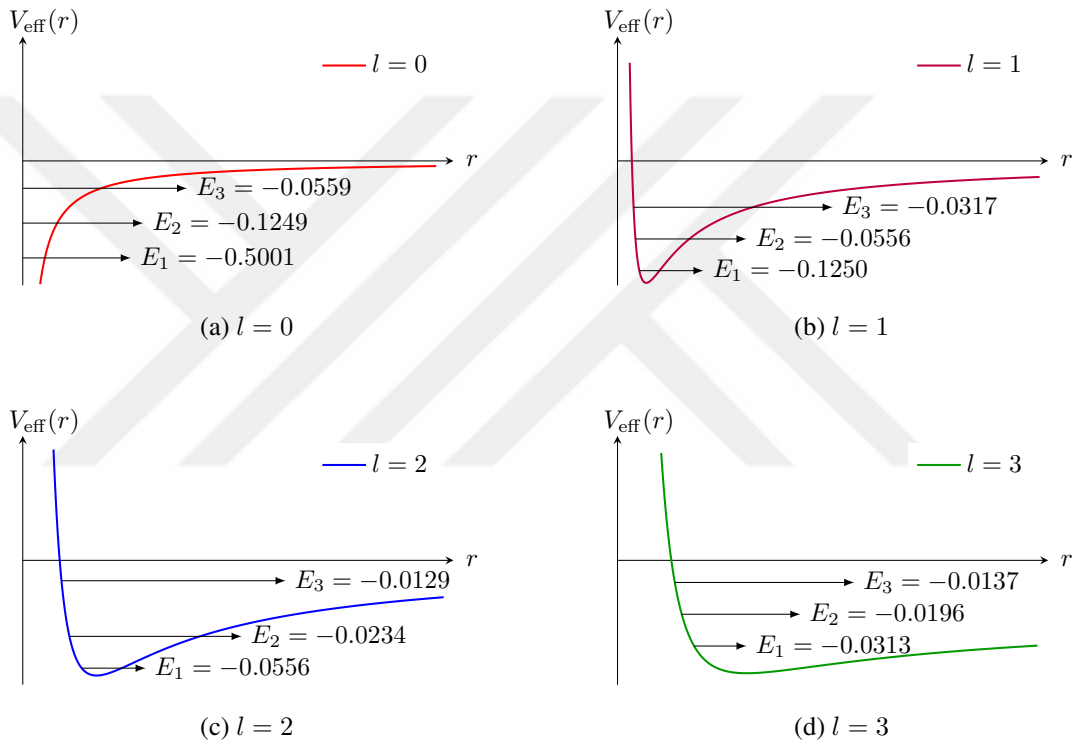 V_eff(r)
l = 0
r
E_3 = −0.0559
E_2 = −0.1249
E_1 = −0.5001
(a) l = 0
V_eff(r)
l = 1
r
E_3 = −0.0317
E_2 = −0.0556
E_1 = −0.1250
(b) l = 1
V_eff(r)
l = 2
r
E_3 = −0.0129
E_2 = −0.0234
E_1 = −0.0556
(c) l = 2
V_eff(r)
l = 3
r
E_3 = −0.0137
E_2 = −0.0196
E_1 = −0.0313
(d) l = 3